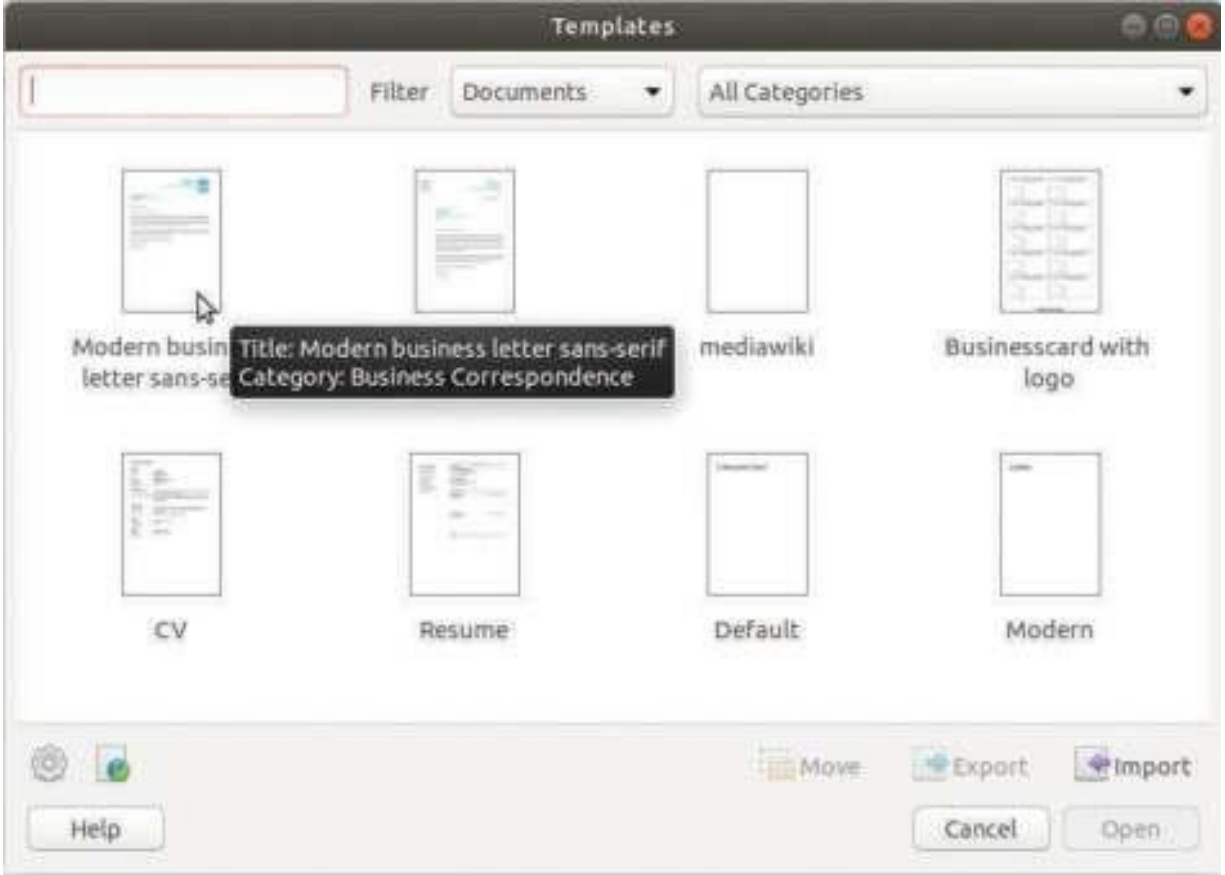 Templates
Filter Documents All Categories
Modern busin
letter sans-se
Title: Modern business letter sans-serif
Category: Business Correspondence
mediawiki
Businesscard with
logo
CV
Resume
Default
Modern
Move Export Import
Help Cancel Open